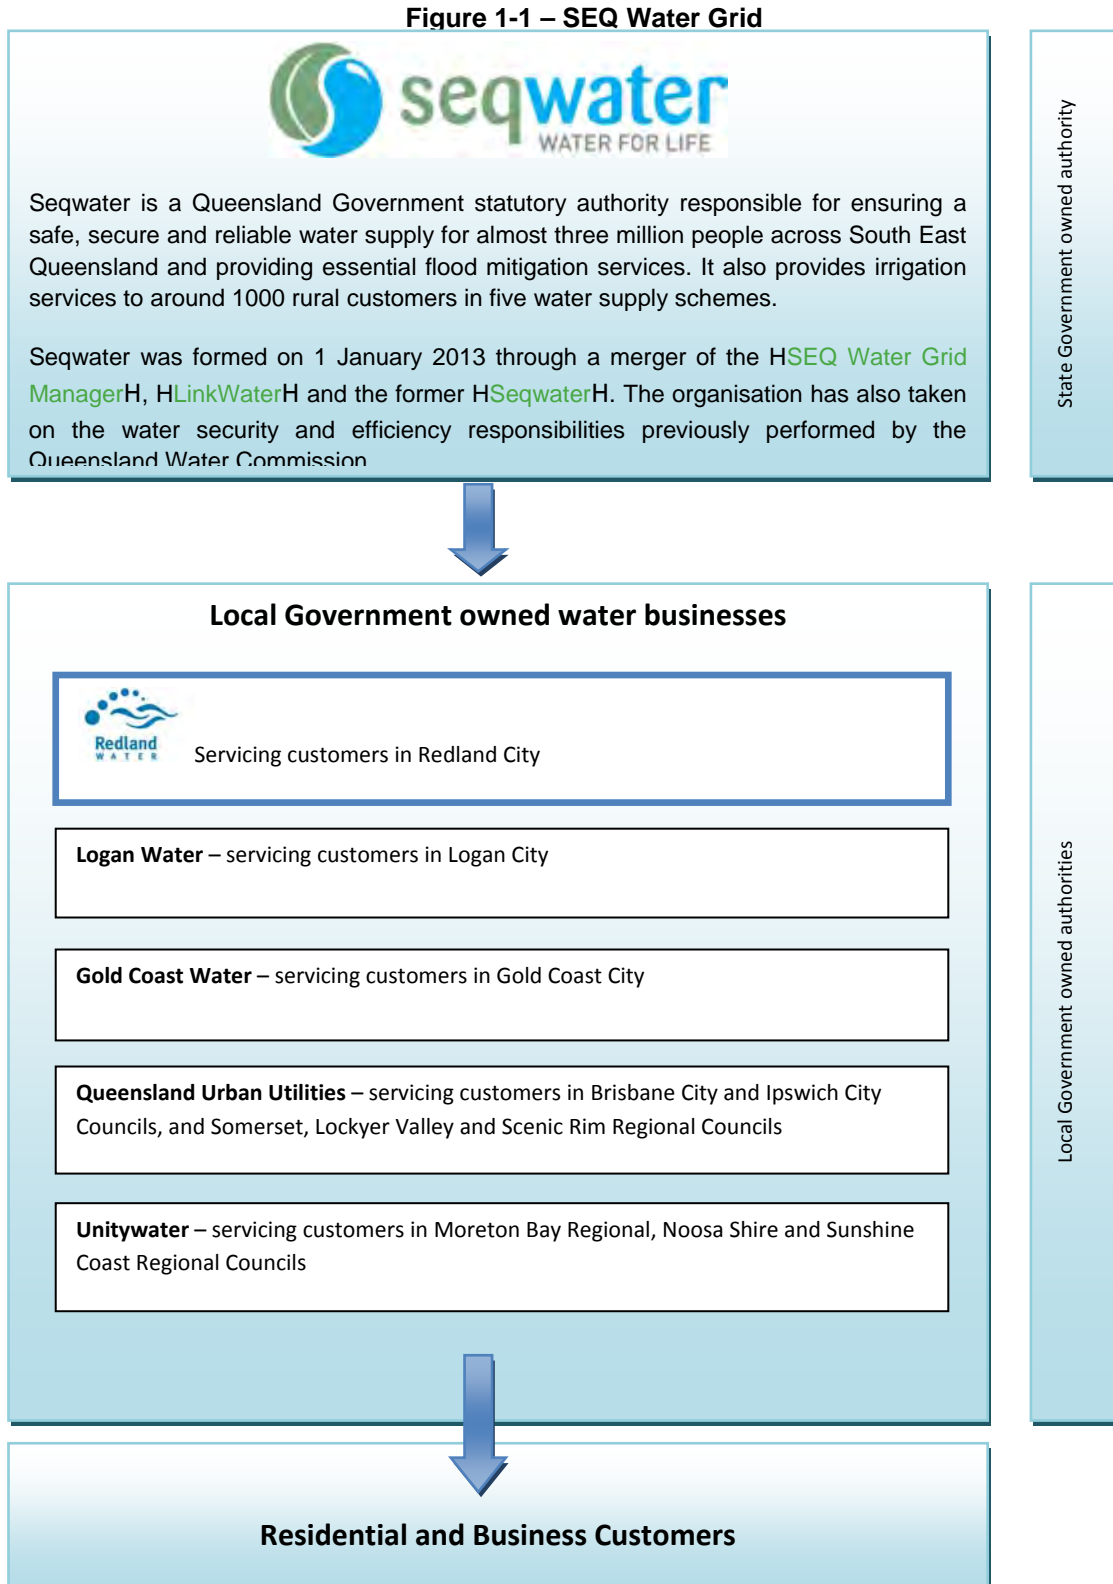 Figure 1-1 – SEQ Water Grid
seqwater
WATER FOR LIFE
Seqwater is a Queensland Government statutory authority responsible for ensuring a
safe, secure and reliable water supply for almost three million people across South East
Queensland and providing essential flood mitigation services. It also provides irrigation
services to around 1000 rural customers in five water supply schemes.
Seqwater was formed on 1 January 2013 through a merger of the HSEQ Water Grid
ManagerH, HLinkWaterH and the former HSeqwaterH. The organisation has also taken
on the water security and efficiency responsibilities previously performed by the
Queensland Water Commission
State Government owned authority
Local Government owned water businesses
Redland
WATER
Servicing customers in Redland City
Logan Water – servicing customers in Logan City
Gold Coast Water – servicing customers in Gold Coast City
Queensland Urban Utilities – servicing customers in Brisbane City and Ipswich City
Councils, and Somerset, Lockyer Valley and Scenic Rim Regional Councils
Unitywater – servicing customers in Moreton Bay Regional, Noosa Shire and Sunshine
Coast Regional Councils
Local Government owned authorities
Residential and Business Customers